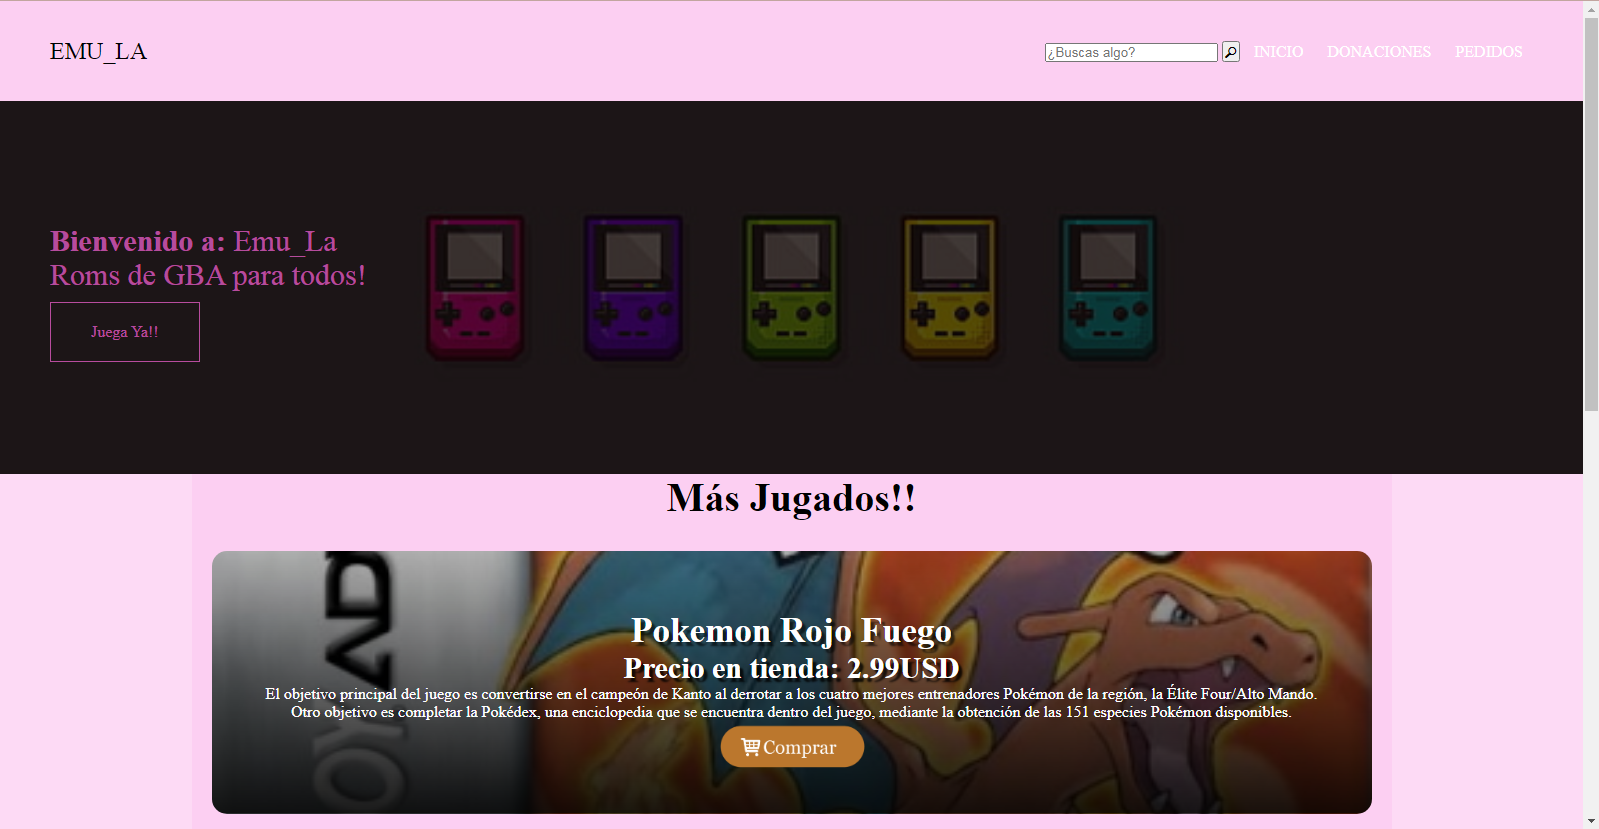 EMU_LA
¿Buscas algo?
INICIO DONACIONES PEDIDOS
Bienvenido a: Emu_La
Roms de GBA para todos!
Juega Ya!!
Más Jugados!!
Pokemon Rojo Fuego
Precio en tienda: 2.99USD
El objetivo principal del juego es convertirse en el campeón de Kanto al derrotar a los cuatro mejores entrenadores Pokémon de la región, la Élite Four/Alto Mando.
Otro objetivo es completar la Pokédex, una enciclopedia que se encuentra dentro del juego, mediante la obtención de las 151 especies Pokémon disponibles.
Comprar